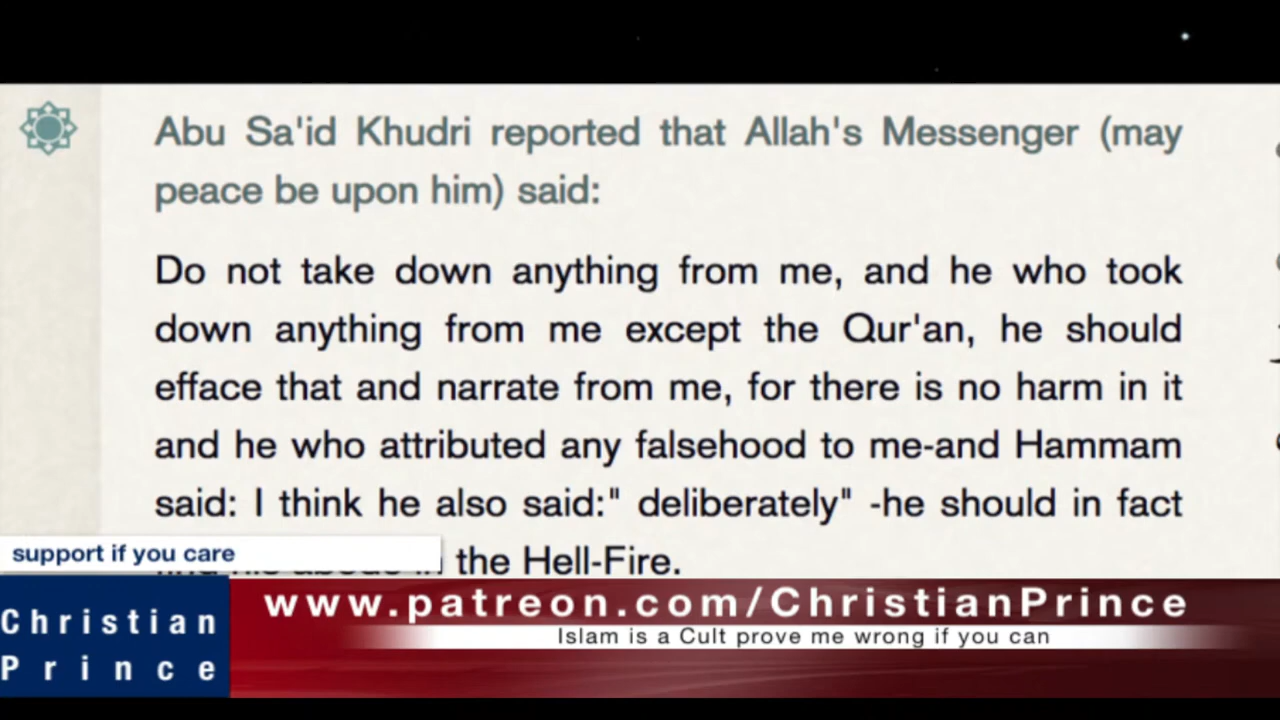 Abu Sa'id Khudri reported that Allah's Messenger (may
peace be upon him) said:
Do not take down anything from me, and he who took
down anything from me except the Qur'an, he should
efface that and narrate from me, for there is no harm in it
and he who attributed any falsehood to me-and Hammam
said: I think he also said:" deliberately" -he should in fact
the Hell-Fire.
support if you care
Christian
Prince
www.patreon.com/ChristianPrince
Islam is a Cult prove me wrong if you can